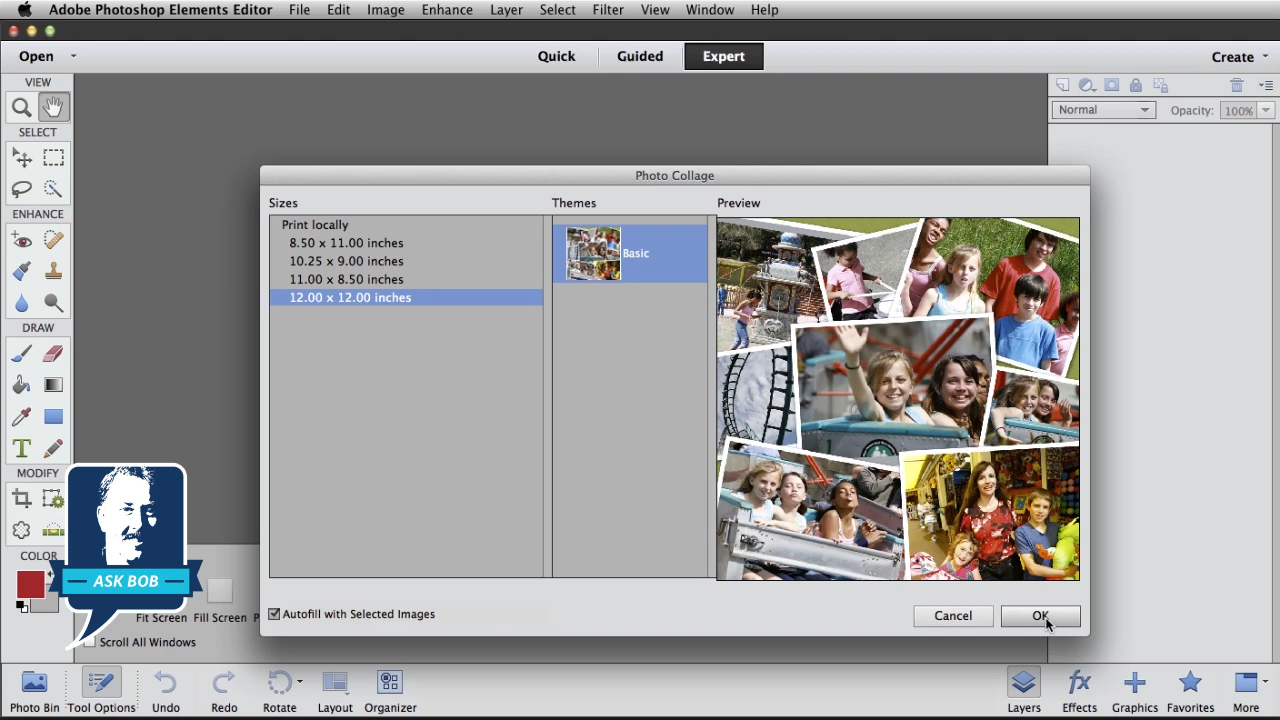 Adobe Photoshop Elements Editor File Edit Image Enhance Layer Select Filter View Window Help
Open Quick Guided Expert Create
VIEW
SELECT
ENHANCE
DRAW
T
MODIFY
COLOR
Normal Opacity: 100%
Photo Collage
Sizes Themes Preview
Print locally
8.50 x 11.00 inches
10.25 x 9.00 inches
11.00 x 8.50 inches
12.00 x 12.00 inches
Basic
Autofill with Selected Images
Cancel OK
ASK BOB
Fit Screen Fill Screen P
Scroll All Windows
Photo Bin Tool Options Undo Redo Rotate Layout Organizer
fx
Layers Effects Graphics Favorites More